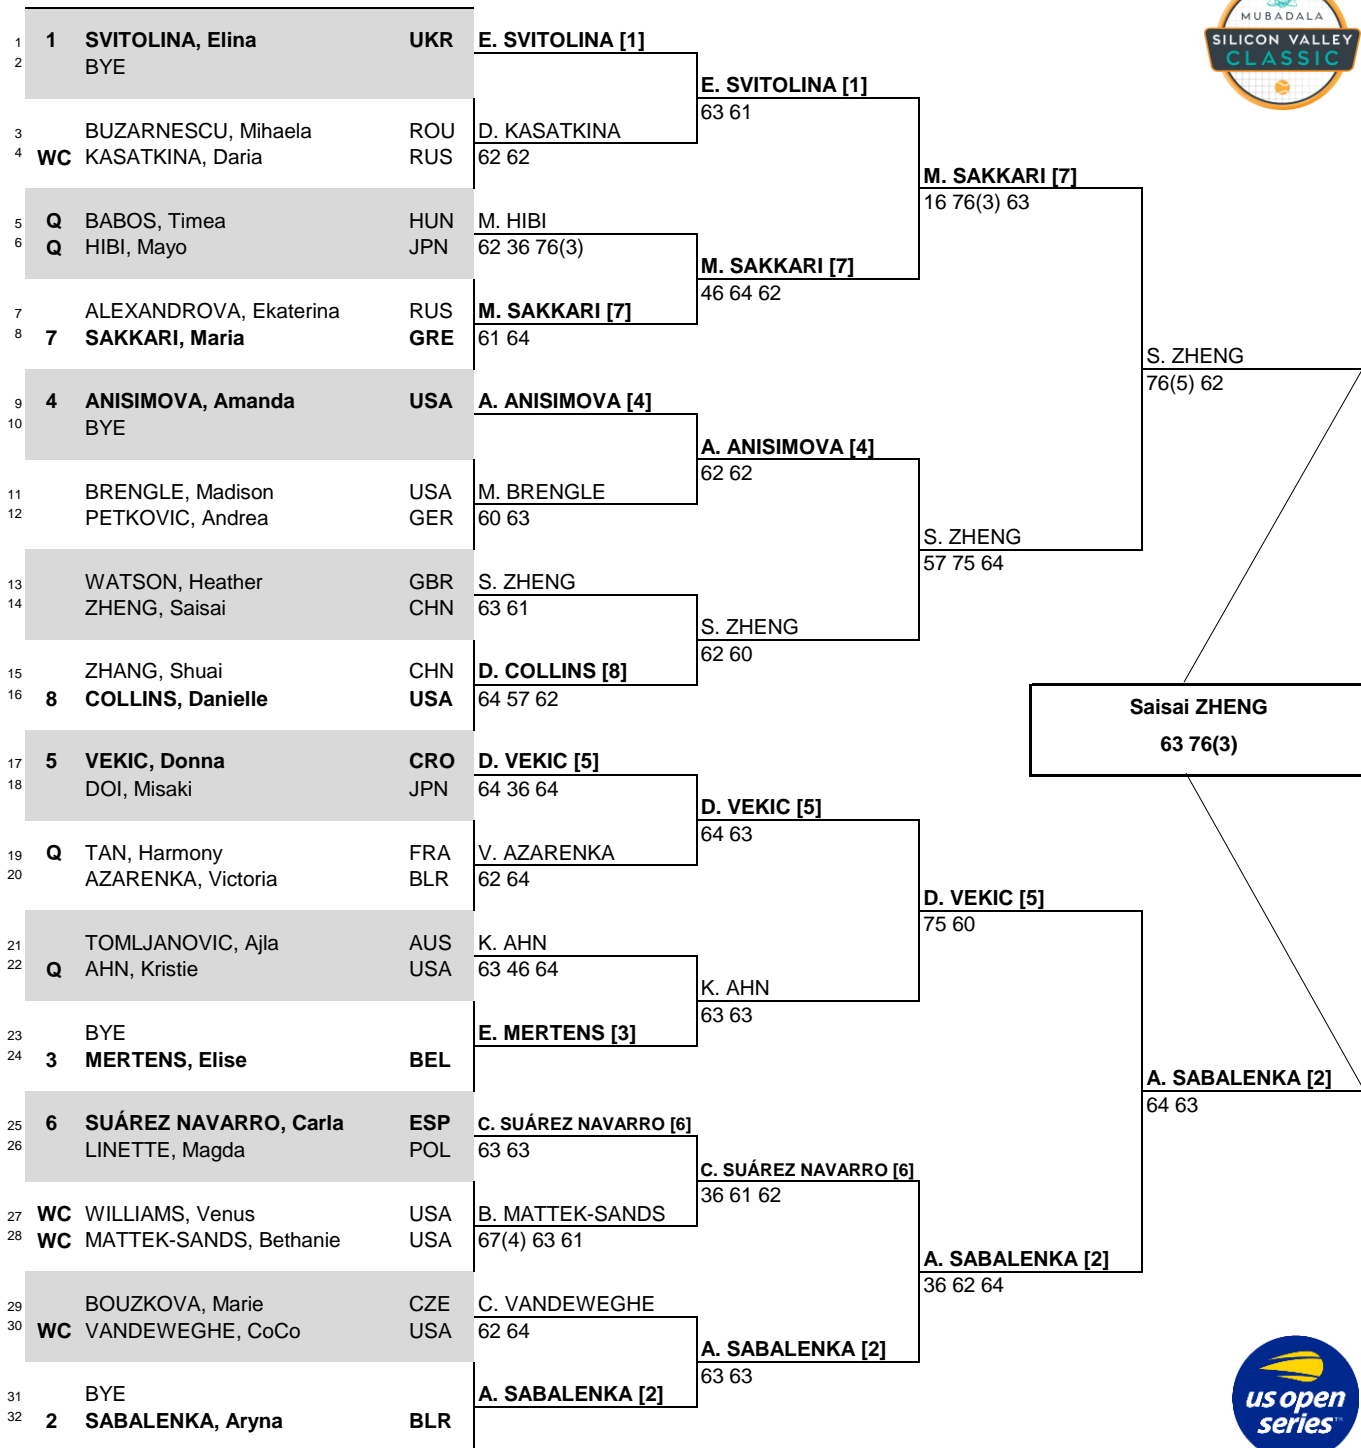 MUBADALA
SILICON VALLEY
CLASSIC
1 1 SVITOLINA, Elina UKR
2 BYE
3 BUZARNESCU, Mihaela ROU
4 WC KASATKINA, Daria RUS
5 Q BABOS, Timea HUN
6 Q HIBI, Mayo JPN
7 ALEXANDROVA, Ekaterina RUS
8 7 SAKKARI, Maria GRE
9 4 ANISIMOVA, Amanda USA
10 BYE
11 BRENGLE, Madison USA
12 PETKOVIC, Andrea GER
13 WATSON, Heather GBR
14 ZHENG, Saisai CHN
15 ZHANG, Shuai CHN
16 8 COLLINS, Danielle USA
17 5 VEKIC, Donna CRO
18 DOI, Misaki JPN
19 Q TAN, Harmony FRA
20 AZARENKA, Victoria BLR
21 TOMLJANOVIC, Ajla AUS
22 Q AHN, Kristie USA
23 BYE
24 3 MERTENS, Elise BEL
25 6 SUÁREZ NAVARRO, Carla ESP
26 LINETTE, Magda POL
27 WC WILLIAMS, Venus USA
28 WC MATTEK-SANDS, Bethanie USA
29 BOUZKOVA, Marie CZE
30 WC VANDEWEGHE, CoCo USA
31 BYE
32 2 SABALENKA, Aryna BLR
E. SVITOLINA [1]
D. KASATKINA
62 62
M. HIBI
62 36 76(3)
M. SAKKARI [7]
61 64
A. ANISIMOVA [4]
M. BRENGLE
60 63
S. ZHENG
63 61
D. COLLINS [8]
64 57 62
D. VEKIC [5]
64 36 64
V. AZARENKA
62 64
K. AHN
63 46 64
E. MERTENS [3]
C. SUÁREZ NAVARRO [6]
63 63
B. MATTEK-SANDS
67(4) 63 61
C. VANDEWEGHE
62 64
A. SABALENKA [2]
E. SVITOLINA [1]
63 61
M. SAKKARI [7]
46 64 62
A. ANISIMOVA [4]
62 62
S. ZHENG
62 60
D. VEKIC [5]
64 63
K. AHN
63 63
C. SUÁREZ NAVARRO [6]
36 61 62
A. SABALENKA [2]
63 63
M. SAKKARI [7]
16 76(3) 63
S. ZHENG
57 75 64
D. VEKIC [5]
75 60
A. SABALENKA [2]
36 62 64
S. ZHENG
76(5) 62
A. SABALENKA [2]
64 63
Saisai ZHENG
63 76(3)
us open
series™